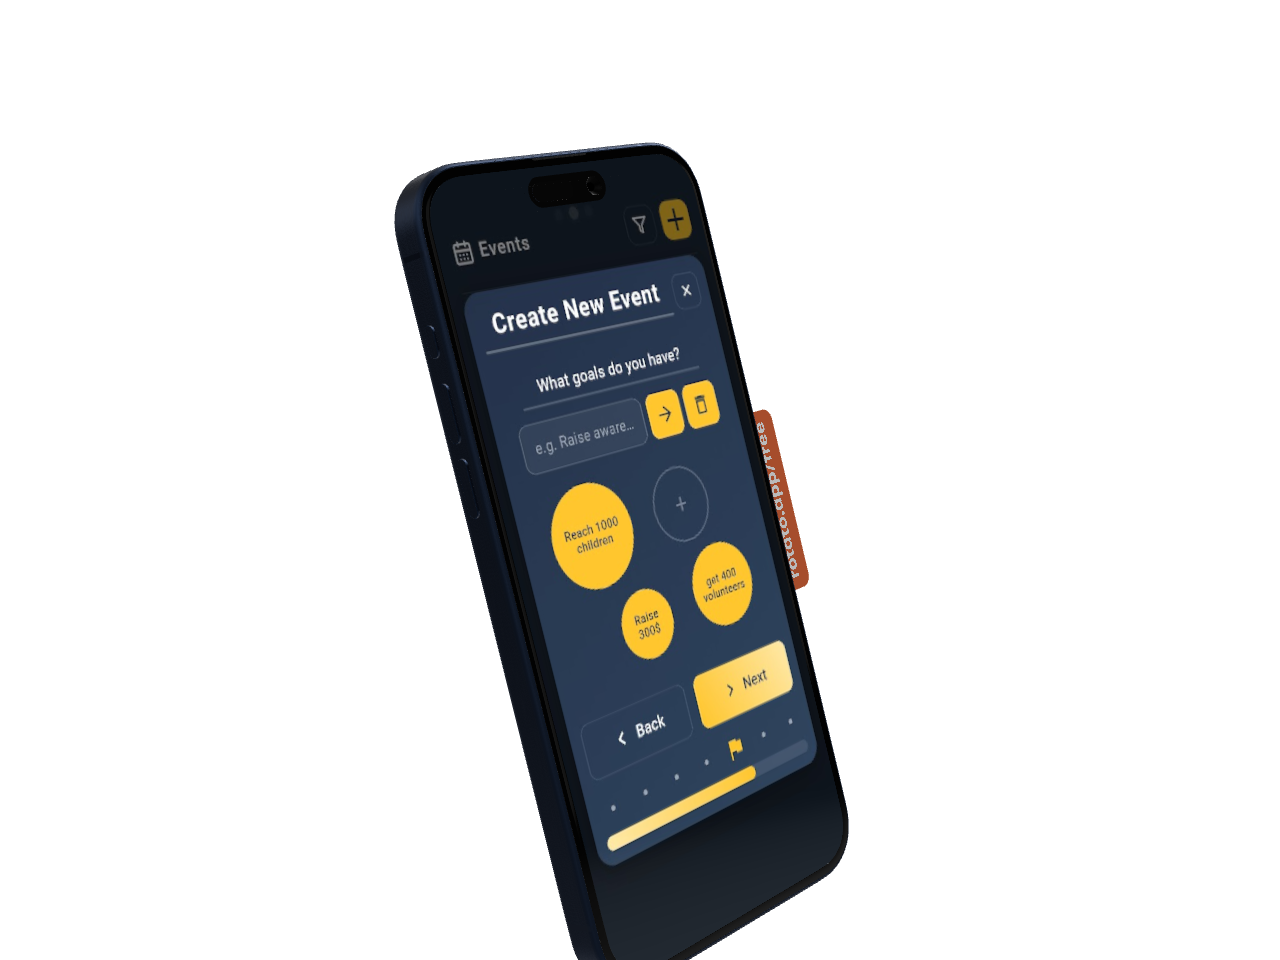 Events
Create New Event
What goals do you have?
e.g. Raise aware...
Reach 1000
children
get 400
volunteers
Raise
300$
Back
Next
rotato.app/free